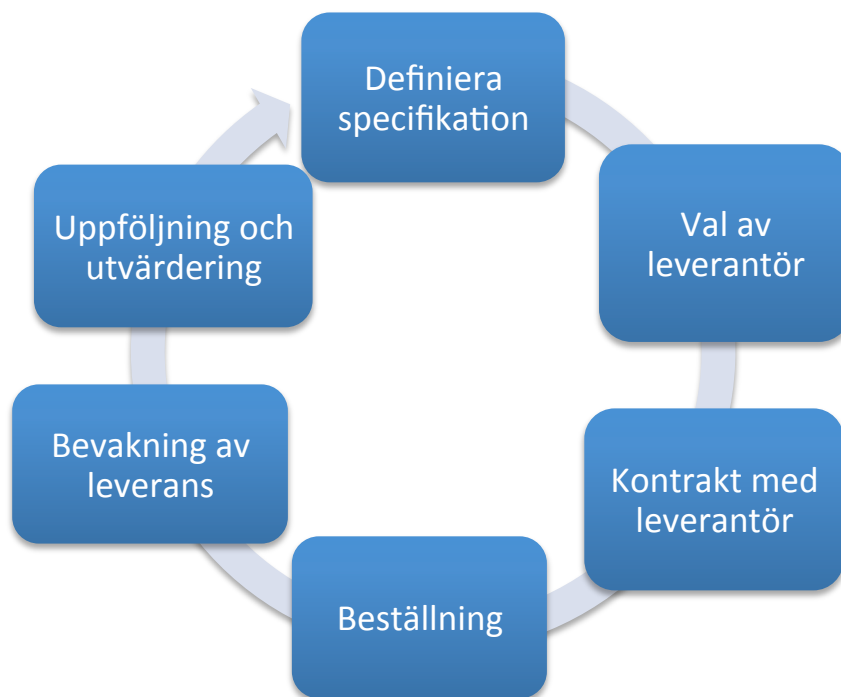 Definiera
specifikation
Val av
leverantör
Kontrakt med
leverantör
Beställning
Bevakning av
leverans
Uppföljning och
utvärdering